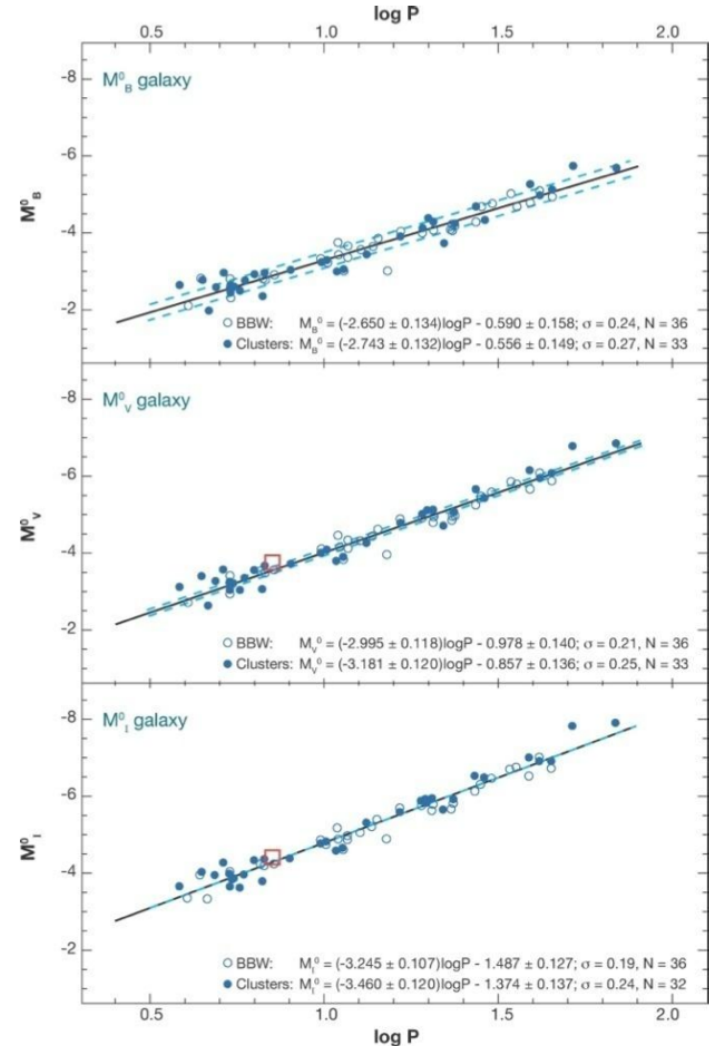 log P
0.5 1.0 1.5 2.0
-8
M⁰_B galaxy
-6
M⁰_B
-4
-2
BBW: M_B⁰ = (-2.650 ± 0.134)logP - 0.590 ± 0.158; σ = 0.24, N = 36
Clusters: M_B⁰ = (-2.743 ± 0.132)logP - 0.556 ± 0.149; σ = 0.27, N = 33
-8
M⁰_V galaxy
-6
M⁰_V
-4
-2
BBW: M_V⁰ = (-2.995 ± 0.118)logP - 0.978 ± 0.140; σ = 0.21, N = 36
Clusters: M_V⁰ = (-3.181 ± 0.120)logP - 0.857 ± 0.136; σ = 0.25, N = 33
-8
M⁰_I galaxy
-6
M⁰_I
-4
-2
BBW: M_I⁰ = (-3.245 ± 0.107)logP - 1.487 ± 0.127; σ = 0.19, N = 36
Clusters: M_I⁰ = (-3.460 ± 0.120)logP - 1.374 ± 0.137; σ = 0.24, N = 32
0.5 1.0 1.5 2.0
log P